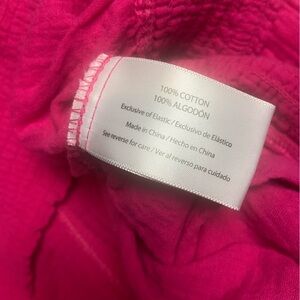 100% COTTON
100% ALGODÓN
Exclusive of Elastic / Exclusivo de Elástico
Made in China / Hecho en China
See reverse for care / Ver al reverso para cuidado